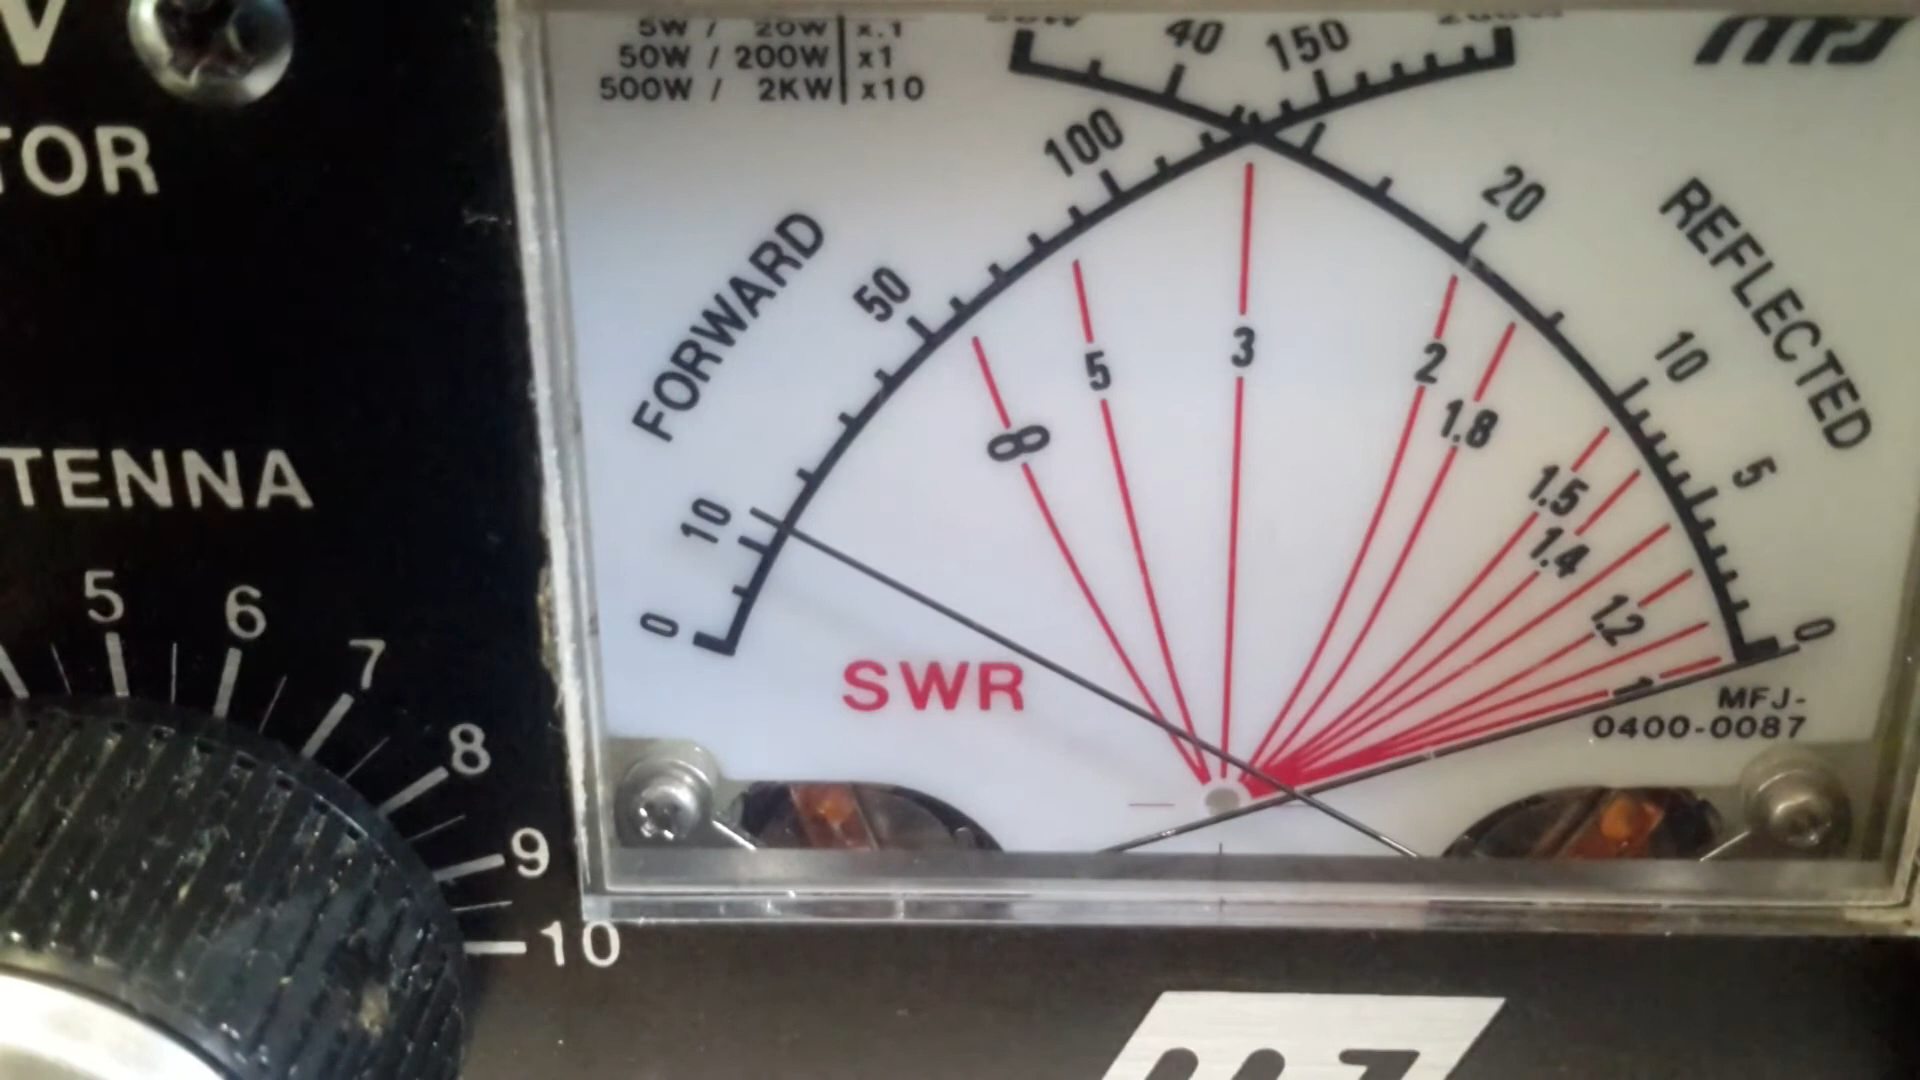 V
TOR
TENNA
5
6
7
8
9
10
5W / 20W x.1
50W / 200W x1
500W / 2KW x10
40
150
MFJ
FORWARD
0
10
50
100
REFLECTED
20
10
5
0
∞
5
3
2
1.8
1.5
1.4
1.2
1
SWR
MFJ-
0400-0087